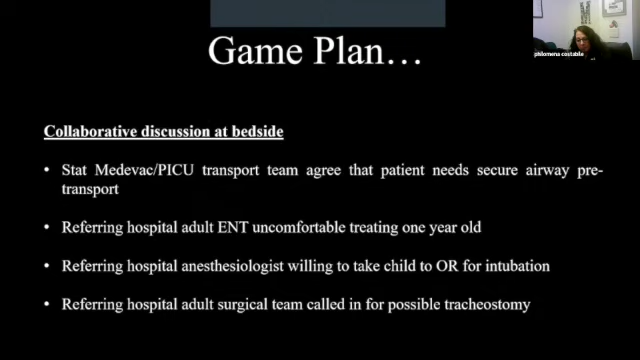 philomena costable
Game Plan…
Collaborative discussion at bedside
• Stat Medevac/PICU transport team agree that patient needs secure airway pre-
transport
• Referring hospital adult ENT uncomfortable treating one year old
• Referring hospital anesthesiologist willing to take child to OR for intubation
• Referring hospital adult surgical team called in for possible tracheostomy